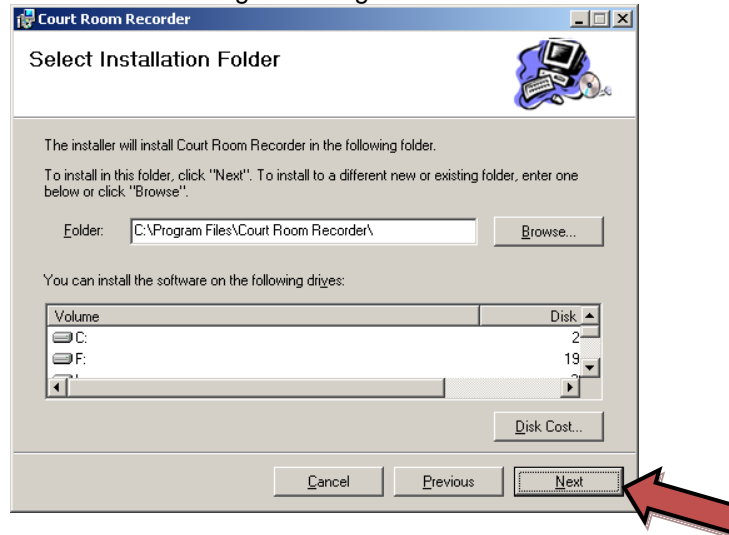 Court Room Recorder
Select Installation Folder
The installer will install Court Room Recorder in the following folder.
To install in this folder, click "Next". To install to a different new or existing folder, enter one
below or click "Browse".
Folder: C:\Program Files\Court Room Recorder\ Browse...
You can install the software on the following drives:
Volume Disk
C: 2
F: 19
Disk Cost...
Cancel Previous Next